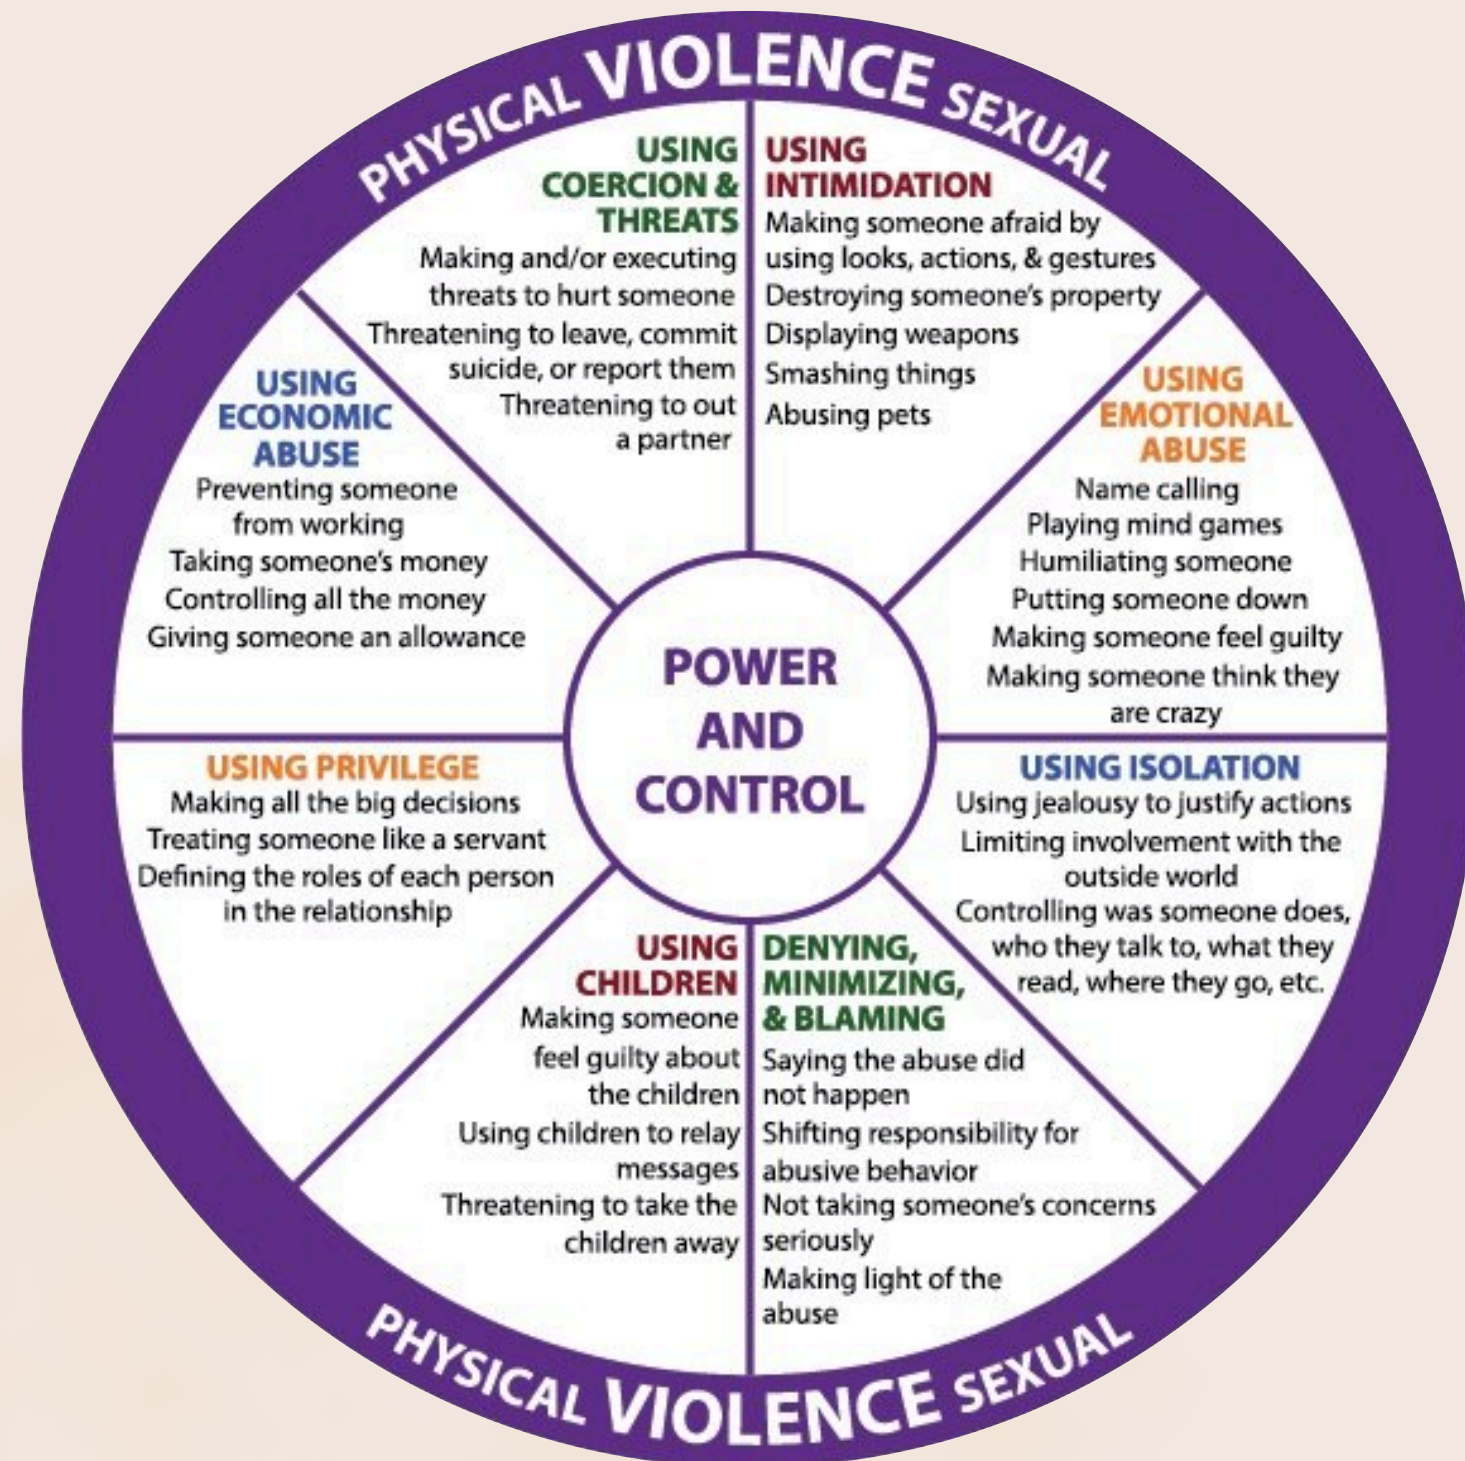 PHYSICAL VIOLENCE SEXUAL
USING
COERCION &
THREATS
Making and/or executing
threats to hurt someone
Threatening to leave, commit
suicide, or report them
Threatening to out
a partner
USING
INTIMIDATION
Making someone afraid by
using looks, actions, & gestures
Destroying someone's property
Displaying weapons
Smashing things
Abusing pets
USING
EMOTIONAL
ABUSE
Name calling
Playing mind games
Humiliating someone
Putting someone down
Making someone feel guilty
Making someone think they
are crazy
USING ISOLATION
Using jealousy to justify actions
Limiting involvement with the
outside world
Controlling was someone does,
who they talk to, what they
read, where they go, etc.
DENYING,
MINIMIZING,
& BLAMING
Saying the abuse did
not happen
Shifting responsibility for
abusive behavior
Not taking someone's concerns
seriously
Making light of the
abuse
USING
CHILDREN
Making someone
feel guilty about
the children
Using children to relay
messages
Threatening to take the
children away
USING PRIVILEGE
Making all the big decisions
Treating someone like a servant
Defining the roles of each person
in the relationship
USING
ECONOMIC
ABUSE
Preventing someone
from working
Taking someone's money
Controlling all the money
Giving someone an allowance
POWER
AND
CONTROL
PHYSICAL VIOLENCE SEXUAL